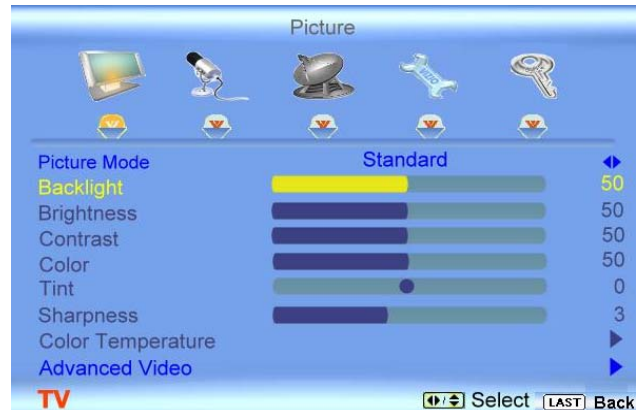 Picture
Picture Mode Standard
Backlight 50
Brightness 50
Contrast 50
Color 50
Tint 0
Sharpness 3
Color Temperature
Advanced Video
TV Select LAST Back